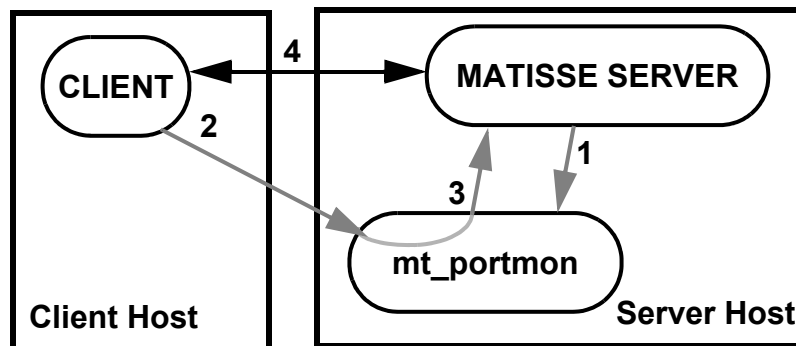 4
CLIENT
MATISSE SERVER
2
1
3
mt_portmon
Client Host
Server Host